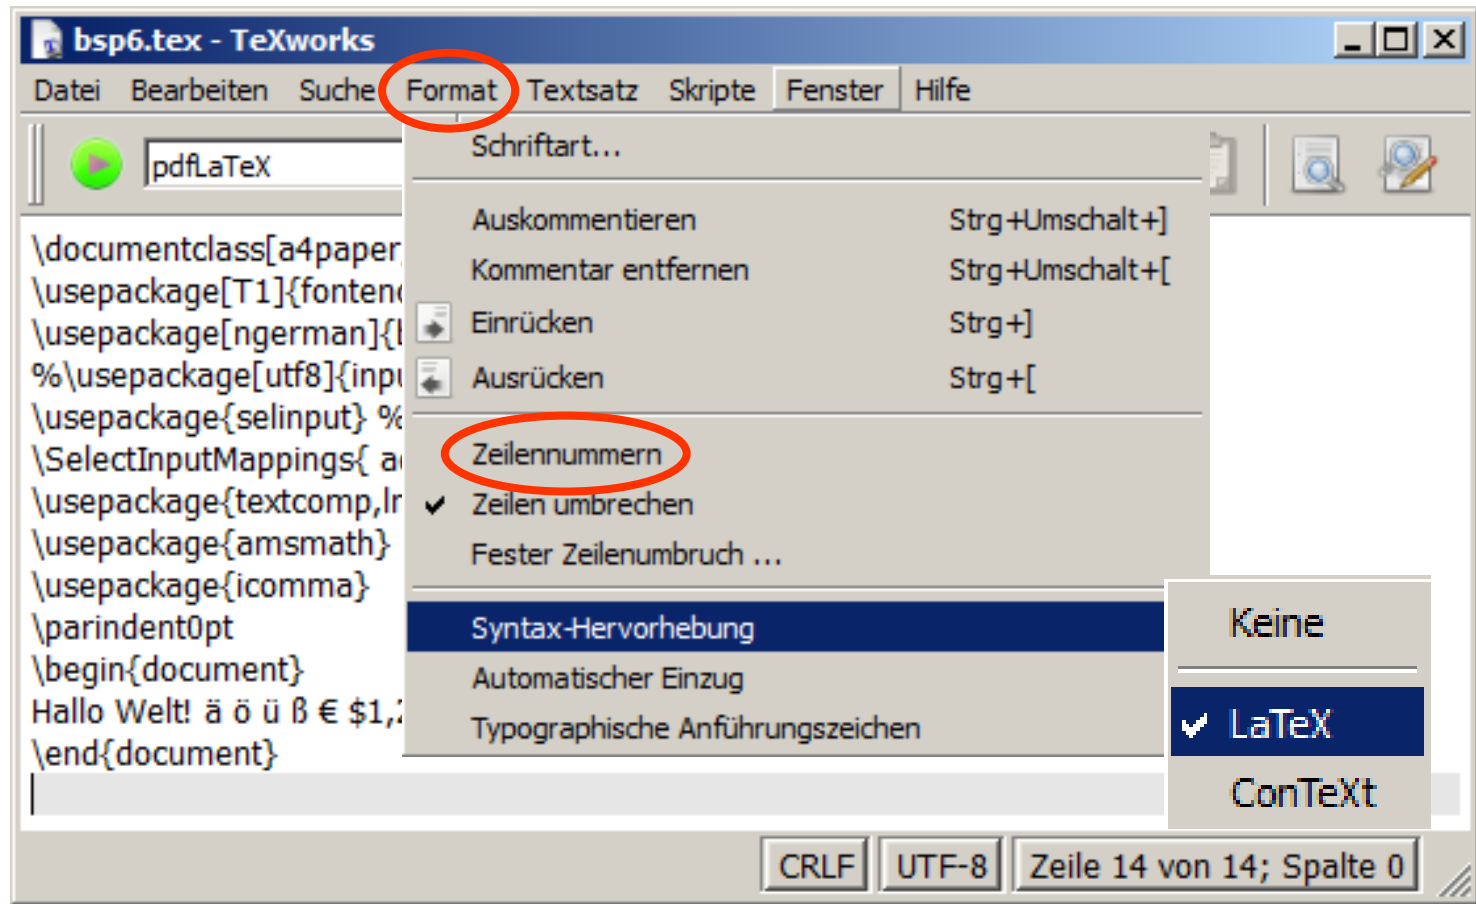 bsp6.tex - TeXworks
Datei Bearbeiten Suche Format Textsatz Skripte Fenster Hilfe
pdfLaTeX
\documentclass[a4paper,
\usepackage[T1]{fontenc
\usepackage[ngerman]{b
%\usepackage[utf8]{inpu
\usepackage{selinput} %
\SelectInputMappings{ a
\usepackage{textcomp,l
\usepackage{amsmath}
\usepackage{icomma}
\parindent0pt
\begin{document}
Hallo Welt! ä ö ü ß € $1,2
\end{document}
Schriftart...
Auskommentieren Strg+Umschalt+]
Kommentar entfernen Strg+Umschalt+[
Einrücken Strg+]
Ausrücken Strg+[
Zeilennummern
Zeilen umbrechen
Fester Zeilenumbruch ...
Syntax-Hervorhebung
Automatischer Einzug
Typographische Anführungszeichen
Keine
LaTeX
ConTeXt
CRLF UTF-8 Zeile 14 von 14; Spalte 0